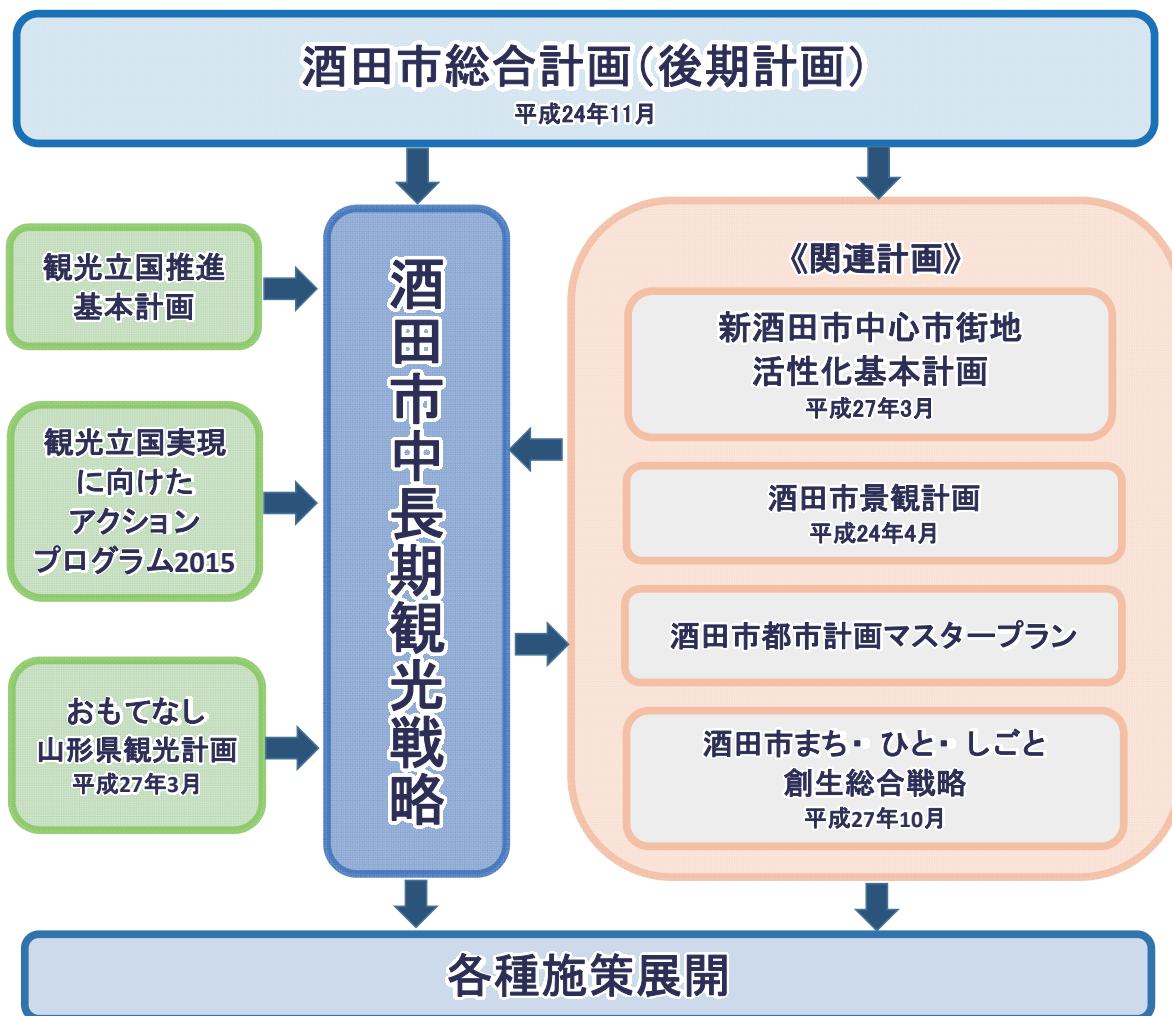 酒田市総合計画（後期計画）
平成24年11月
観光立国推進
基本計画
観光立国実現
に向けた
アクション
プログラム2015
おもてなし
山形県観光計画
平成27年3月
酒田市中長期観光戦略
《関連計画》
新酒田市中心市街地
活性化基本計画
平成27年3月
酒田市景観計画
平成24年4月
酒田市都市計画マスタープラン
酒田市まち・ひと・しごと
創生総合戦略
平成27年10月
各種施策展開